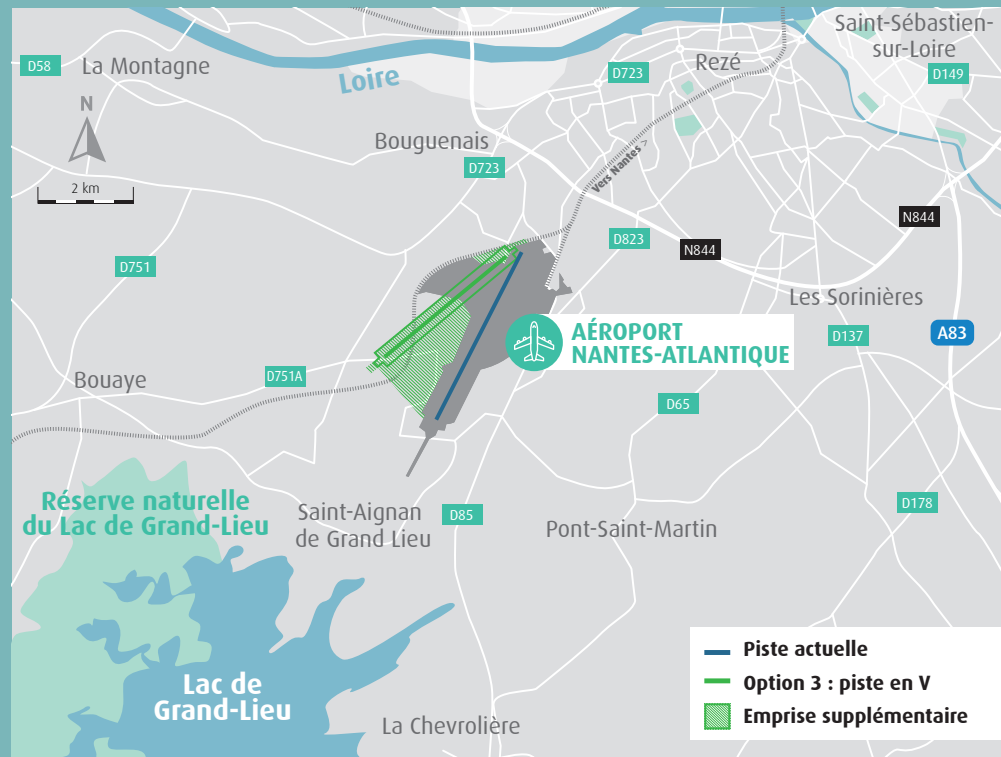 Saint-Sébastien-
sur-Loire
D58
La Montagne
Loire
D723
Rezé
D149
N
2 km
Bouguenais
D723
Vers Nantes >
D823
N844
N844
D751
Les Sorinières
AÉROPORT
NANTES-ATLANTIQUE
D137
A83
Bouaye
D751A
D65
Réserve naturelle
du Lac de Grand-Lieu
Saint-Aignan
de Grand Lieu
D85
Pont-Saint-Martin
D178
Lac de
Grand-Lieu
La Chevrolière
Piste actuelle
Option 3 : piste en V
Emprise supplémentaire